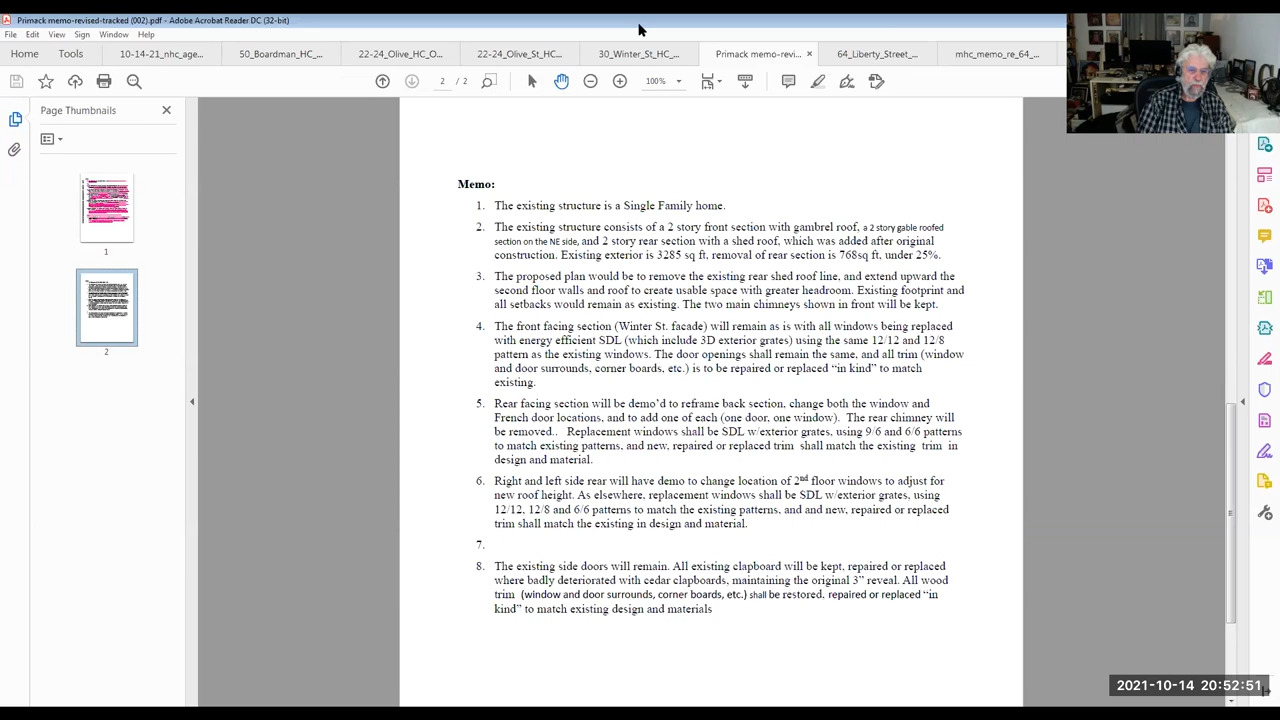 Primack memo-revised-tracked (002).pdf - Adobe Acrobat Reader DC (32-bit)
File Edit View Sign Window Help
Home Tools 10-14-21_nhc_age... 50_Boardman_HC_... 22-24_Olive_HC_O... 22-24_Olive_St_HC_... 30_Winter_St_HC_... Primack memo-revi... × 64_Liberty_Street_... mhc_memo_re_64_...
2 / 2 100%
Page Thumbnails
1
2
Memo:
1. The existing structure is a Single Family home.
2. The existing structure consists of a 2 story front section with gambrel roof, a 2 story gable roofed
section on the NE side, and 2 story rear section with a shed roof, which was added after original
construction. Existing exterior is 3285 sq ft, removal of rear section is 768sq ft, under 25%.
3. The proposed plan would be to remove the existing rear shed roof line, and extend upward the
second floor walls and roof to create usable space with greater headroom. Existing footprint and
all setbacks would remain as existing. The two main chimneys shown in front will be kept.
4. The front facing section (Winter St. facade) will remain as is with all windows being replaced
with energy efficient SDL (which include 3D exterior grates) using the same 12/12 and 12/8
pattern as the existing windows. The door openings shall remain the same, and all trim (window
and door surrounds, corner boards, etc.) is to be repaired or replaced “in kind” to match
existing.
5. Rear facing section will be demo’d to reframe back section, change both the window and
French door locations, and to add one of each (one door, one window). The rear chimney will
be removed.. Replacement windows shall be SDL w/exterior grates, using 9/6 and 6/6 patterns
to match existing patterns, and new, repaired or replaced trim shall match the existing trim in
design and material.
6. Right and left side rear will have demo to change location of 2nd floor windows to adjust for
new roof height. As elsewhere, replacement windows shall be SDL w/exterior grates, using
12/12, 12/8 and 6/6 patterns to match the existing patterns, and and new, repaired or replaced
trim shall match the existing in design and material.
7.
8. The existing side doors will remain. All existing clapboard will be kept, repaired or replaced
where badly deteriorated with cedar clapboards, maintaining the original 3” reveal. All wood
trim (window and door surrounds, corner boards, etc.) shall be restored, repaired or replaced “in
kind” to match existing design and materials
2021-10-14 20:52:51